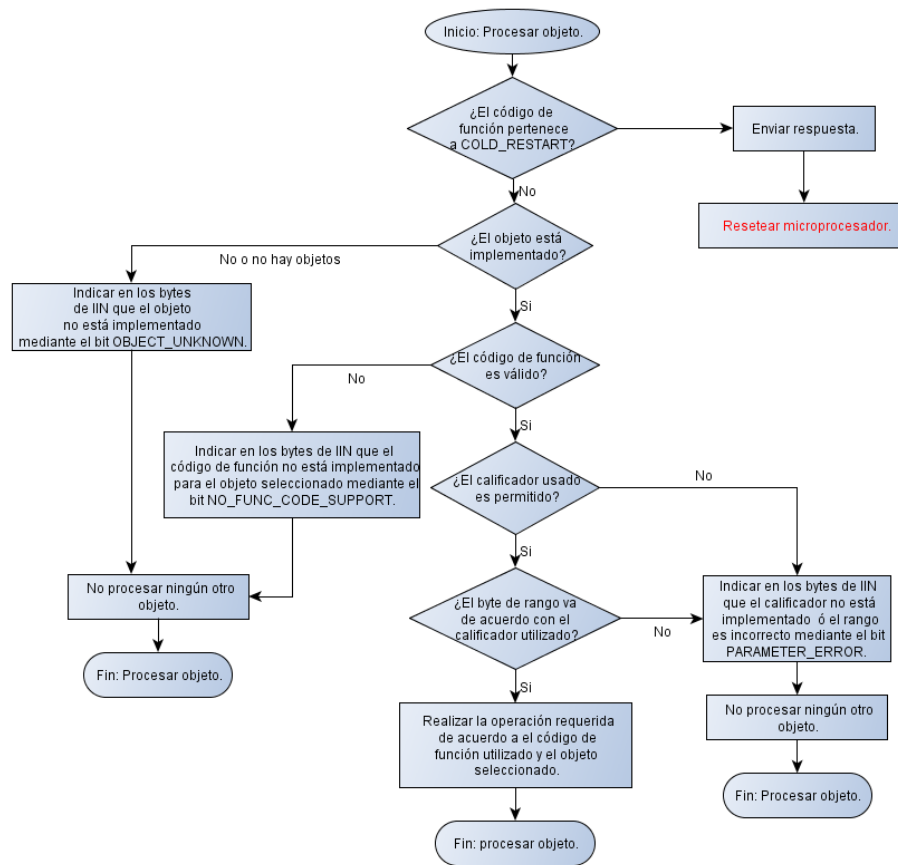 Inicio: Procesar objeto.
¿El código de
función pertenece
a COLD_RESTART?
Enviar respuesta.
No
Resetear microprocesador.
¿El objeto está
implementado?
No o no hay objetos
Indicar en los bytes
de IIN que el objeto
no está implementado
mediante el bit OBJECT_UNKNOWN.
Si
¿El código de función
es válido?
No
Indicar en los bytes de IIN que el
código de función no está implementado
para el objeto seleccionado mediante el
bit NO_FUNC_CODE_SUPPORT.
Si
¿El calificador usado
es permitido?
No
Si
No procesar ningún otro
objeto.
¿El byte de rango va
de acuerdo con el
calificador utilizado?
No
Indicar en los bytes de IIN
que el calificador no está
implementado ó el rango
es incorrecto mediante el bit
PARAMETER_ERROR.
Fin: Procesar objeto.
Si
Realizar la operación requerida
de acuerdo a el código de
función utilizado y el objeto
seleccionado.
No procesar ningún otro
objeto.
Fin: Procesar objeto.
Fin: procesar objeto.